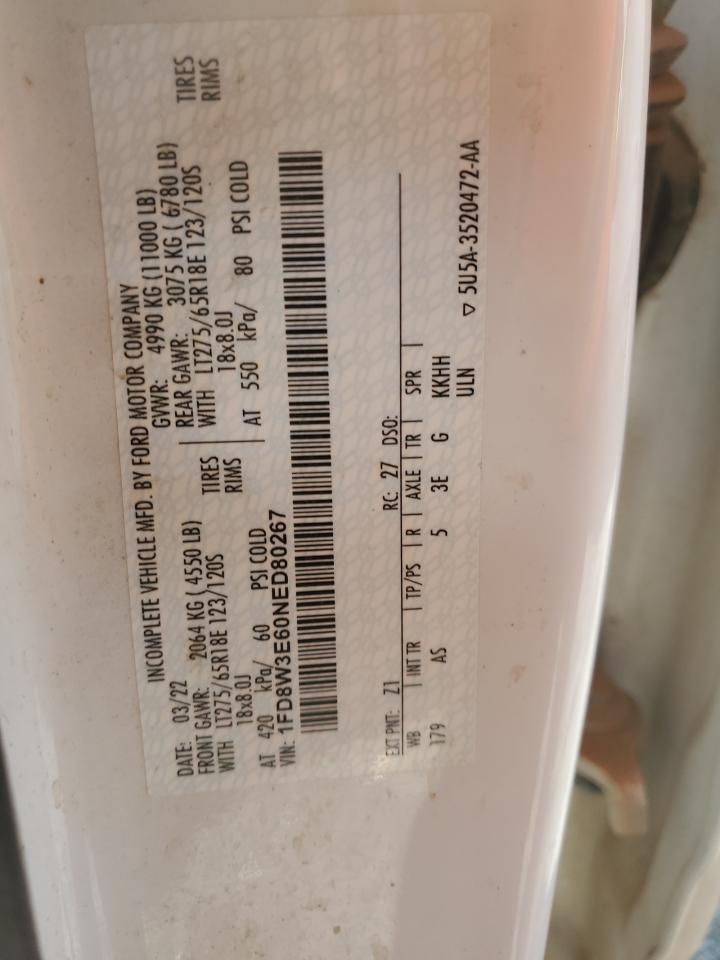 INCOMPLETE VEHICLE MFD. BY FORD MOTOR COMPANY
DATE: 03/22 GVWR: 4990 KG (11000 LB)
FRONT GAWR: 2064 KG ( 4550 LB) REAR GAWR: 3075 KG ( 6780 LB)
WITH LT275/65R18E 123/120S TIRES WITH LT275/65R18E 123/120S TIRES
18x8.0J RIMS 18x8.0J RIMS
AT 420 kPa/ 60 PSI COLD AT 550 kPa/ 80 PSI COLD
VIN: 1FD8W3E60NED80267
EXT PNT: Z1 RC: 27 DSO:
WB INT TR TP/PS R AXLE TR SPR
179 AS 5 3E G KKHH
ULN
▽ 5U5A-3520472-AA